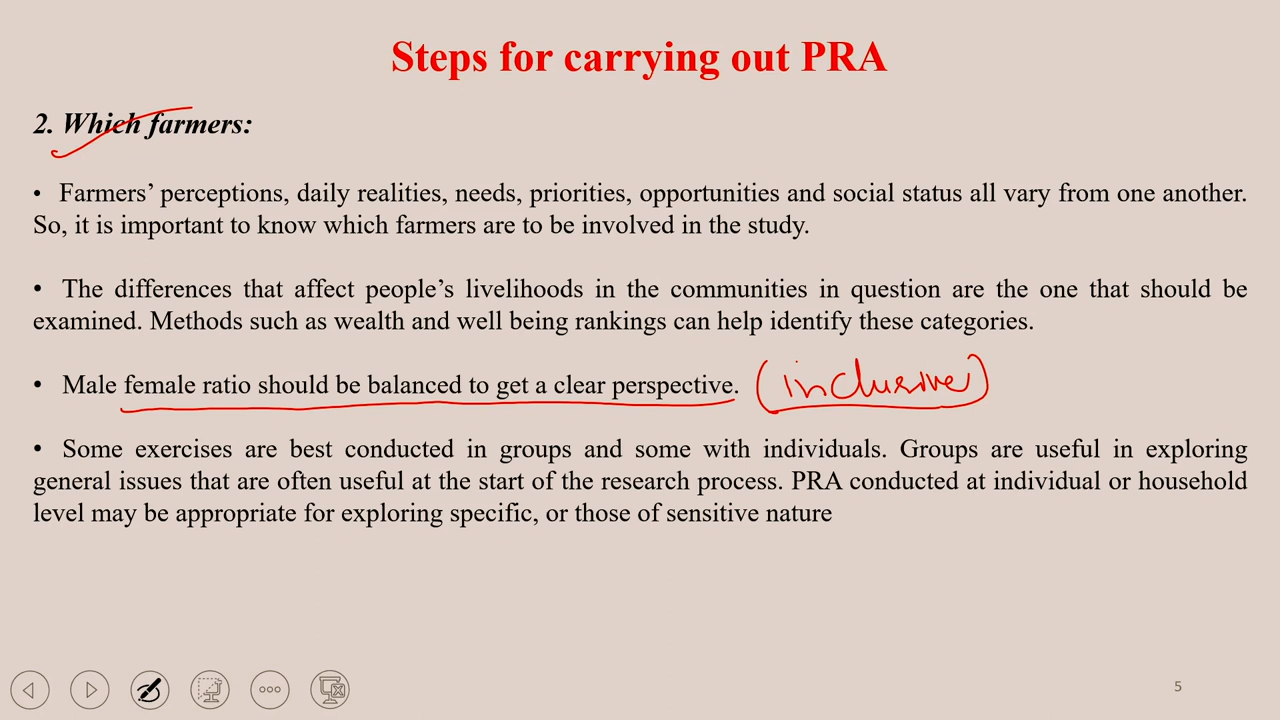 Steps for carrying out PRA
2. Which farmers:
• Farmers’ perceptions, daily realities, needs, priorities, opportunities and social status all vary from one another.
So, it is important to know which farmers are to be involved in the study.
• The differences that affect people’s livelihoods in the communities in question are the one that should be
examined. Methods such as wealth and well being rankings can help identify these categories.
• Male female ratio should be balanced to get a clear perspective. (inclusive)
• Some exercises are best conducted in groups and some with individuals. Groups are useful in exploring
general issues that are often useful at the start of the research process. PRA conducted at individual or household
level may be appropriate for exploring specific, or those of sensitive nature
5